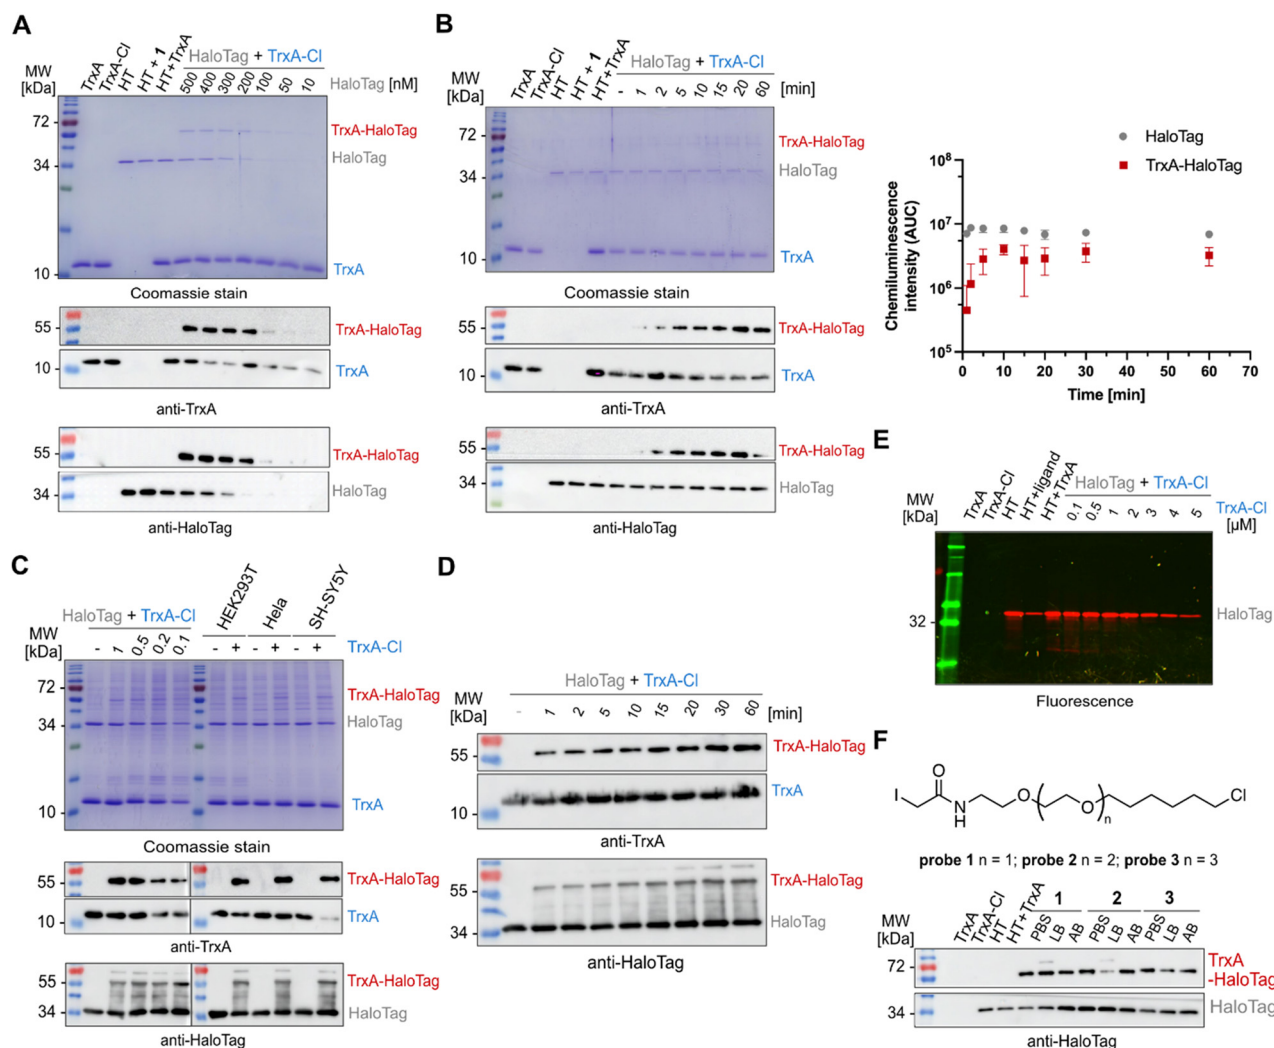 A
MW
[kDa]
TrxA
TrxA-Cl
HT
HT + 1
HT+TrxA
HaloTag + TrxA-Cl
500
400
300
200
100
50
10
HaloTag [nM]
72
34
10
TrxA-HaloTag
HaloTag
TrxA
Coomassie stain
55
TrxA-HaloTag
10
TrxA
anti-TrxA
55
TrxA-HaloTag
34
HaloTag
anti-HaloTag
B
MW
[kDa]
TrxA
TrxA-Cl
HT
HT + 1
HT+TrxA
HaloTag + TrxA-Cl
-
1
2
5
10
15
20
60
[min]
72
34
10
TrxA-HaloTag
HaloTag
TrxA
Coomassie stain
55
TrxA-HaloTag
10
TrxA
anti-TrxA
55
TrxA-HaloTag
34
HaloTag
anti-HaloTag
HaloTag
TrxA-HaloTag
Chemiluminescence
intensity (AUC)
10^8
10^7
10^6
10^5
0 10 20 30 40 50 60 70
Time [min]
C
HaloTag + TrxA-Cl
HEK293T
Hela
SH-SY5Y
MW
[kDa]
- 1 0.5 0.2 0.1
- + - + - +
TrxA-Cl
72
34
10
TrxA-HaloTag
HaloTag
TrxA
Coomassie stain
55
TrxA-HaloTag
10
TrxA
anti-TrxA
55
TrxA-HaloTag
34
HaloTag
anti-HaloTag
D
HaloTag + TrxA-Cl
MW
[kDa]
- 1 2 5 10 15 20 30 60
[min]
55
TrxA-HaloTag
10
TrxA
anti-TrxA
55
TrxA-HaloTag
34
HaloTag
anti-HaloTag
E
MW
[kDa]
TrxA
TrxA-Cl
HT
HT+ligand
HT+TrxA
HaloTag + TrxA-Cl
0.1
0.5
1
2
3
4
5
TrxA-Cl
[µM]
32
HaloTag
Fluorescence
F
I
O
N
H
O
O
n
Cl
probe 1 n = 1; probe 2 n = 2; probe 3 n = 3
MW
[kDa]
TrxA
TrxA-Cl
HT
HT+TrxA
1
2
3
PBS
LB
AB
PBS
LB
AB
PBS
LB
AB
72
TrxA
-HaloTag
34
HaloTag
anti-HaloTag